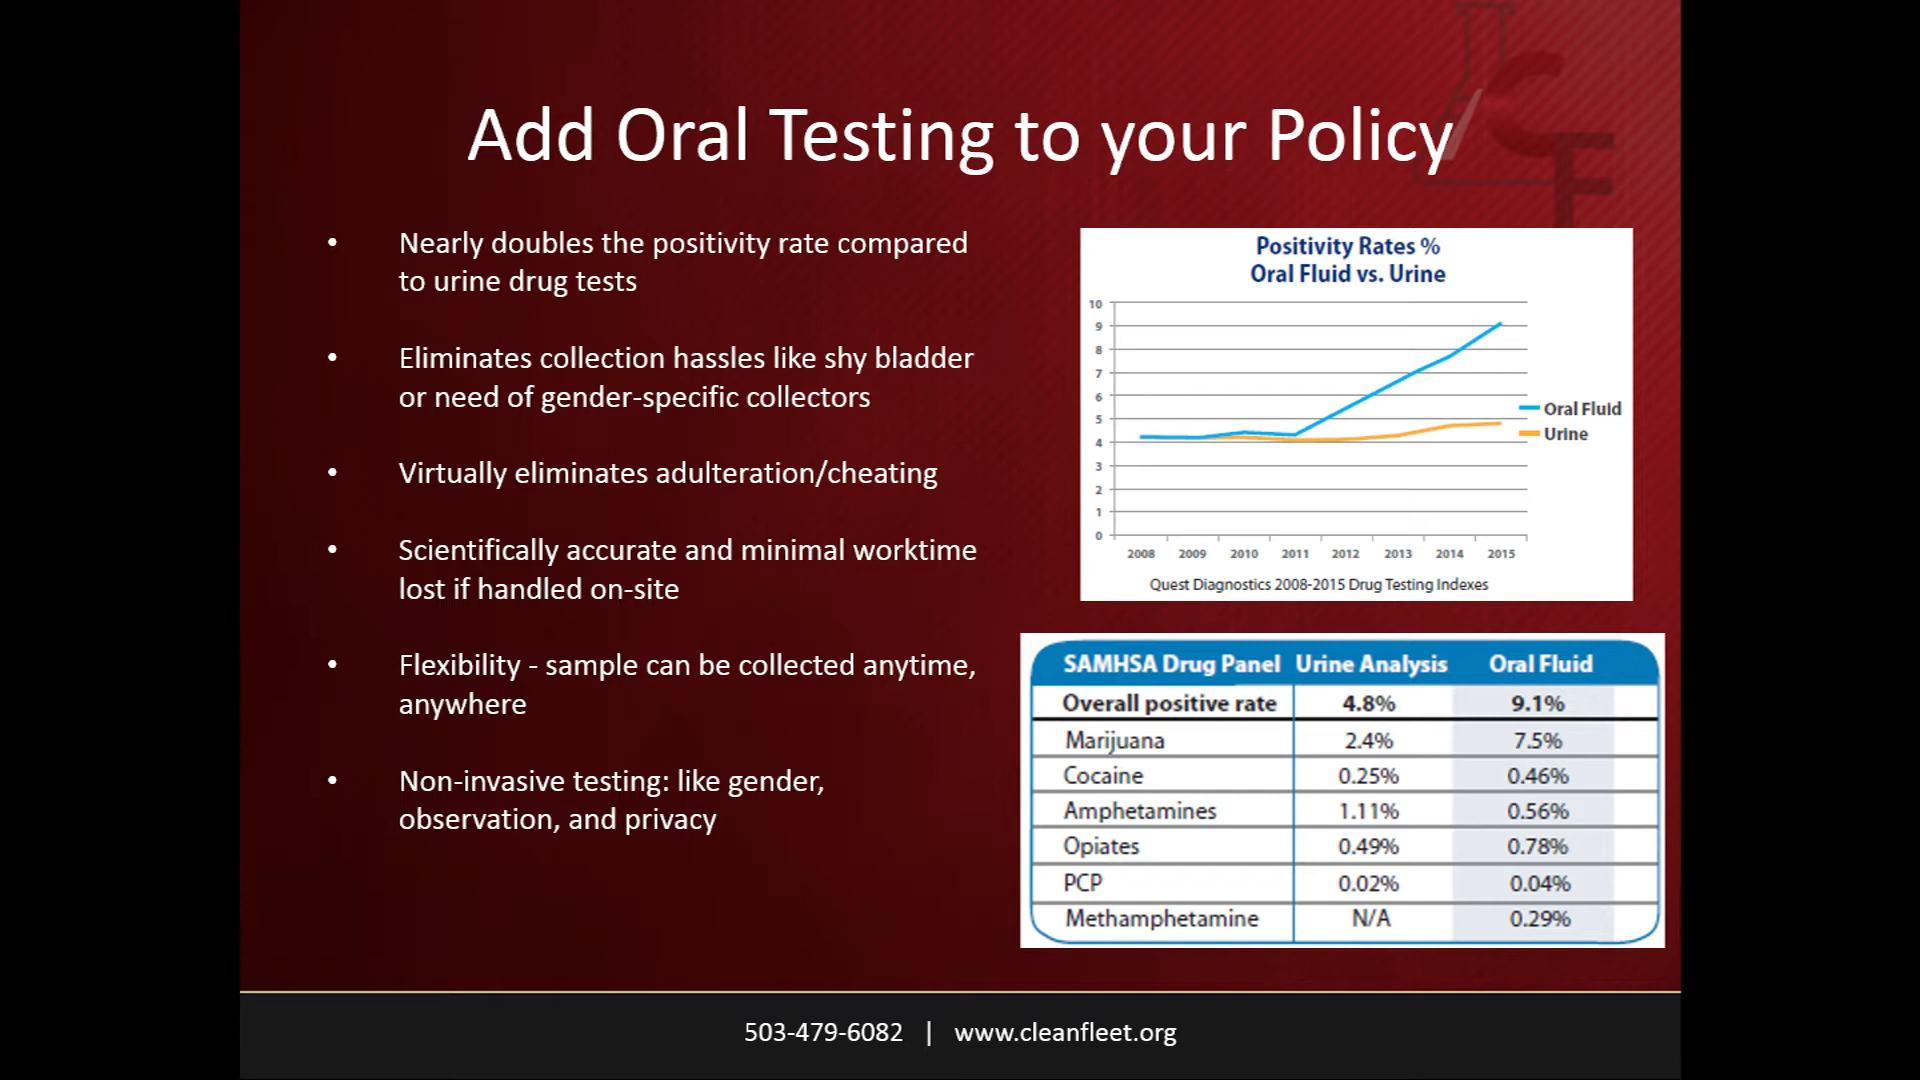 Add Oral Testing to your Policy
• Nearly doubles the positivity rate compared
to urine drug tests
• Eliminates collection hassles like shy bladder
or need of gender-specific collectors
• Virtually eliminates adulteration/cheating
• Scientifically accurate and minimal worktime
lost if handled on-site
• Flexibility - sample can be collected anytime,
anywhere
• Non-invasive testing: like gender,
observation, and privacy
CF
Positivity Rates %
Oral Fluid vs. Urine
10
9
8
7
6
5
4
3
2
1
0
2008 2009 2010 2011 2012 2013 2014 2015
Oral Fluid
Urine
Quest Diagnostics 2008-2015 Drug Testing Indexes
SAMHSA Drug Panel Urine Analysis Oral Fluid
Overall positive rate 4.8% 9.1%
Marijuana 2.4% 7.5%
Cocaine 0.25% 0.46%
Amphetamines 1.11% 0.56%
Opiates 0.49% 0.78%
PCP 0.02% 0.04%
Methamphetamine N/A 0.29%
503-479-6082 | www.cleanfleet.org